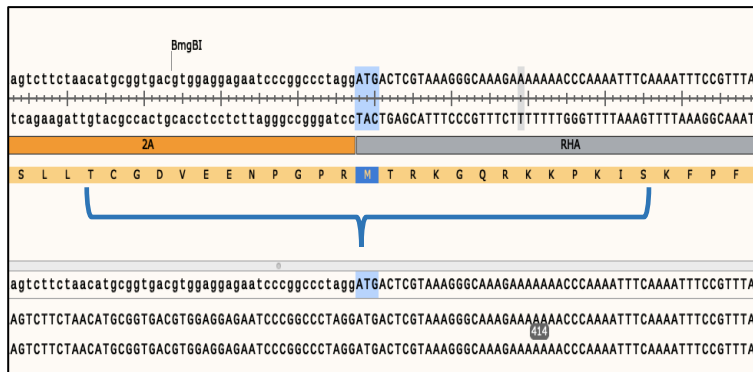 BmgBI
agtcttctaacatgcggtgacgtggaggagaatcccggccctaggATGACTCGTAAAGGGCAAAGAAAAAAACCCAAAATTTCAAAATTTCCGTTTA
tcagaagattgtacgccactgcacctcctcttagggccgggatccTACTGAGCATTTCCCGTTTCTTTTTTTGGGTTTTAAAGTTTTAAAGGCAAAT
2A RHA
S L L T C G D V E E N P G P R M T R K G Q R K K P K I S K F P F
agtcttctaacatgcggtgacgtggaggagaatcccggccctaggATGACTCGTAAAGGGCAAAGAAAAAAACCCAAAATTTCAAAATTTCCGTTTA
AGTCTTCTAACATGCGGTGACGTGGAGGAGAATCCCGGCCCTAGGATGACTCGTAAAGGGCAAAGAAAAAAACCCAAAATTTCAAAATTTCCGTTTA
414
AGTCTTCTAACATGCGGTGACGTGGAGGAGAATCCCGGCCCTAGGATGACTCGTAAAGGGCAAAGAAAAAAACCCAAAATTTCAAAATTTCCGTTTA